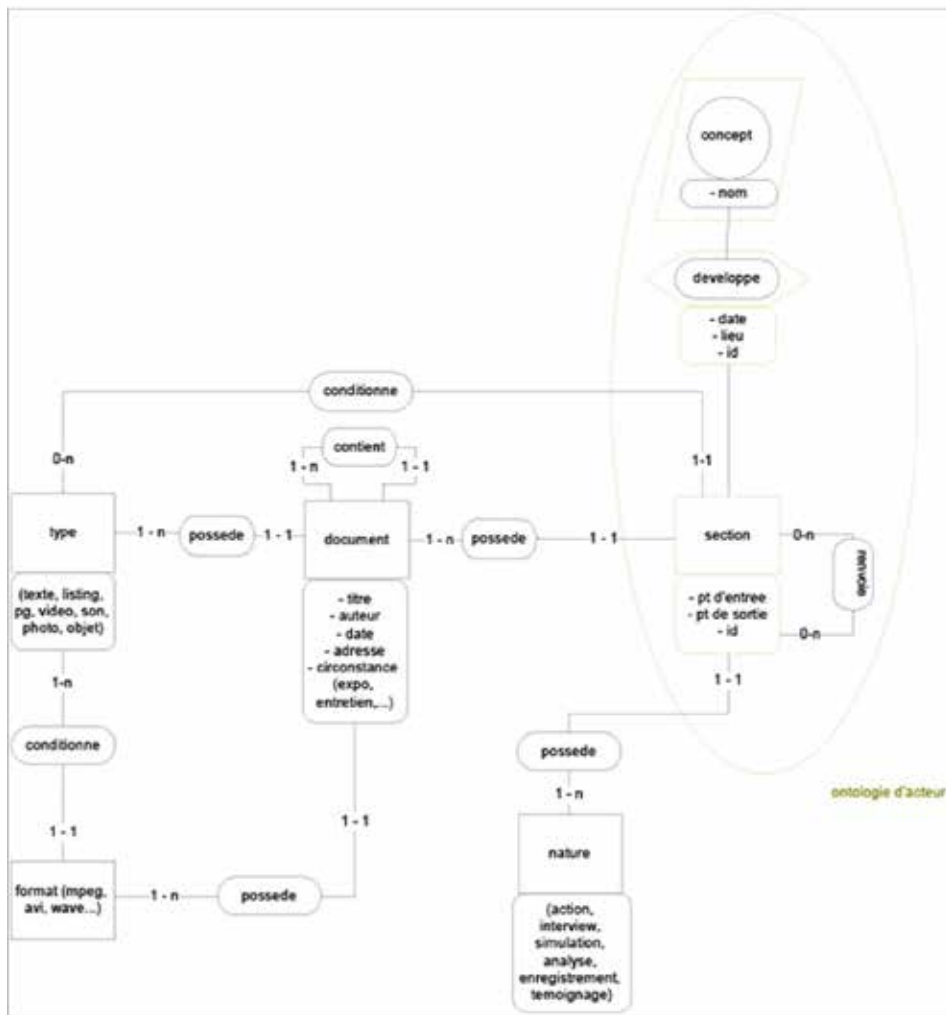 concept
- nom
developpe
- date
- lieu
- id
conditionne
contient
0-n
1 - n
1 - 1
1-1
type
1 - n
possede
1 - 1
document
1 - n
possede
1 - 1
section
0-n
renvoie
(texte, listing,
pg, video, son,
photo, objet)
- titre
- auteur
- date
- adresse
- circonstance
(expo,
entretien,...)
- pt d'entree
- pt de sortie
- id
0-n
1-n
1 - 1
conditionne
possede
ontologie d'acteur
1 - n
1 - 1
1 - 1
nature
format (mpeg,
avi, wave...)
1 - n
possede
(action,
interview,
simulation,
analyse,
enregistrement,
temoignage)